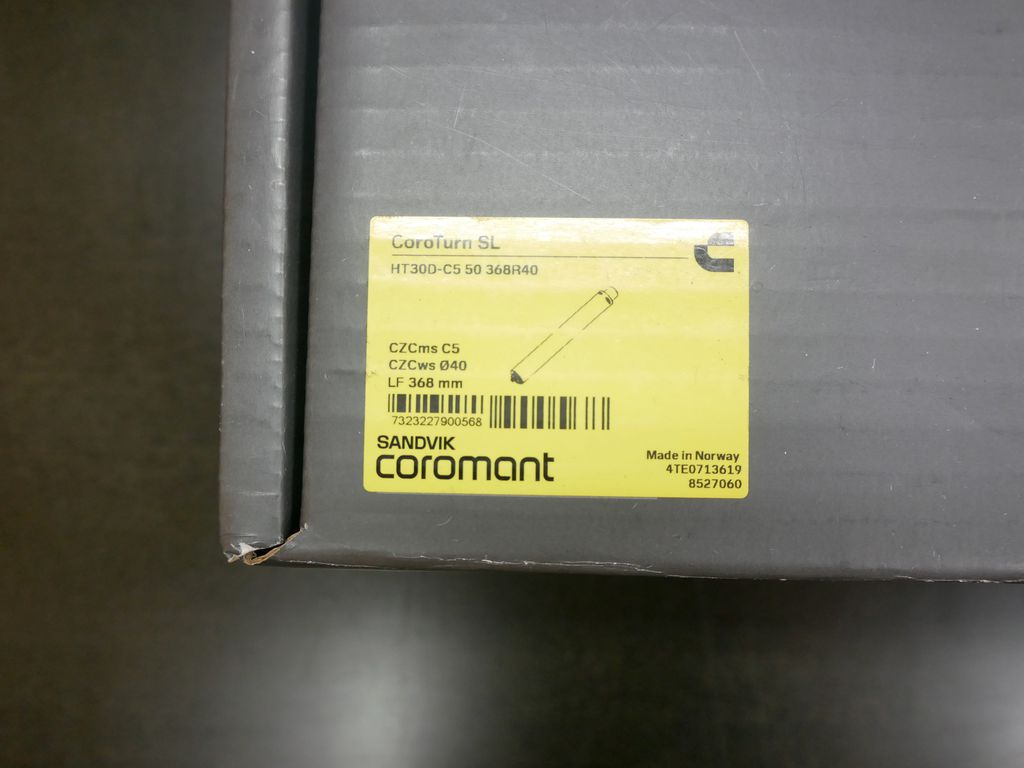 CoroTurn SL
HT30D-C5 50 368R40
CZCms C5
CZCws Ø40
LF 368 mm
7323227900568
SANDVIK
coromant
Made in Norway
4TE0713619
8527060